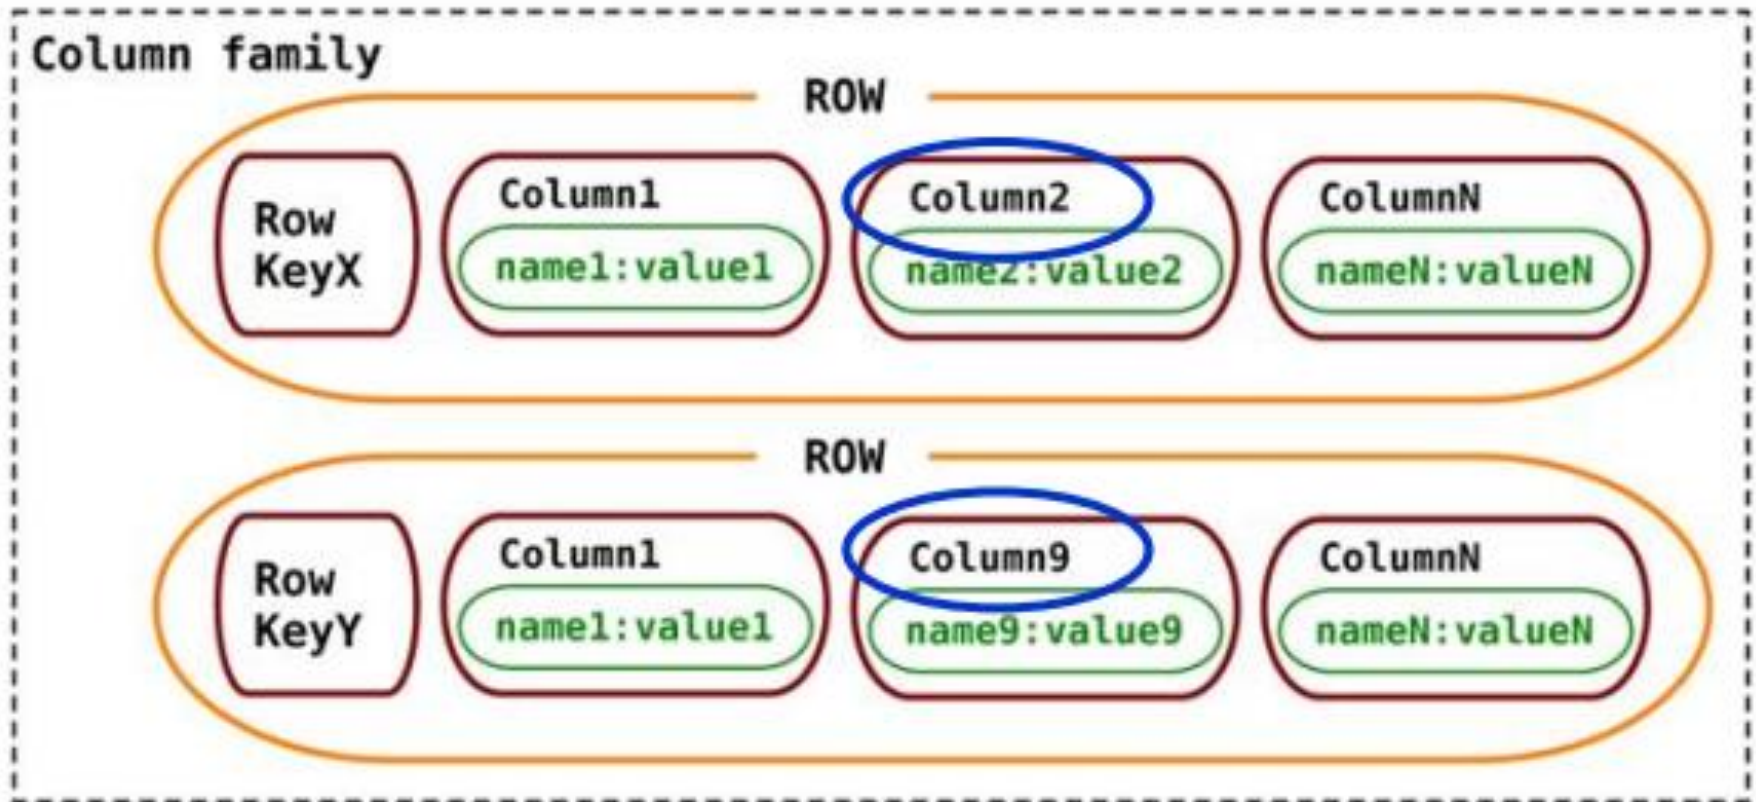 Column family
ROW
Row
KeyX
Column1
name1:value1
Column2
name2:value2
ColumnN
nameN:valueN
ROW
Row
KeyY
Column1
name1:value1
Column9
name9:value9
ColumnN
nameN:valueN